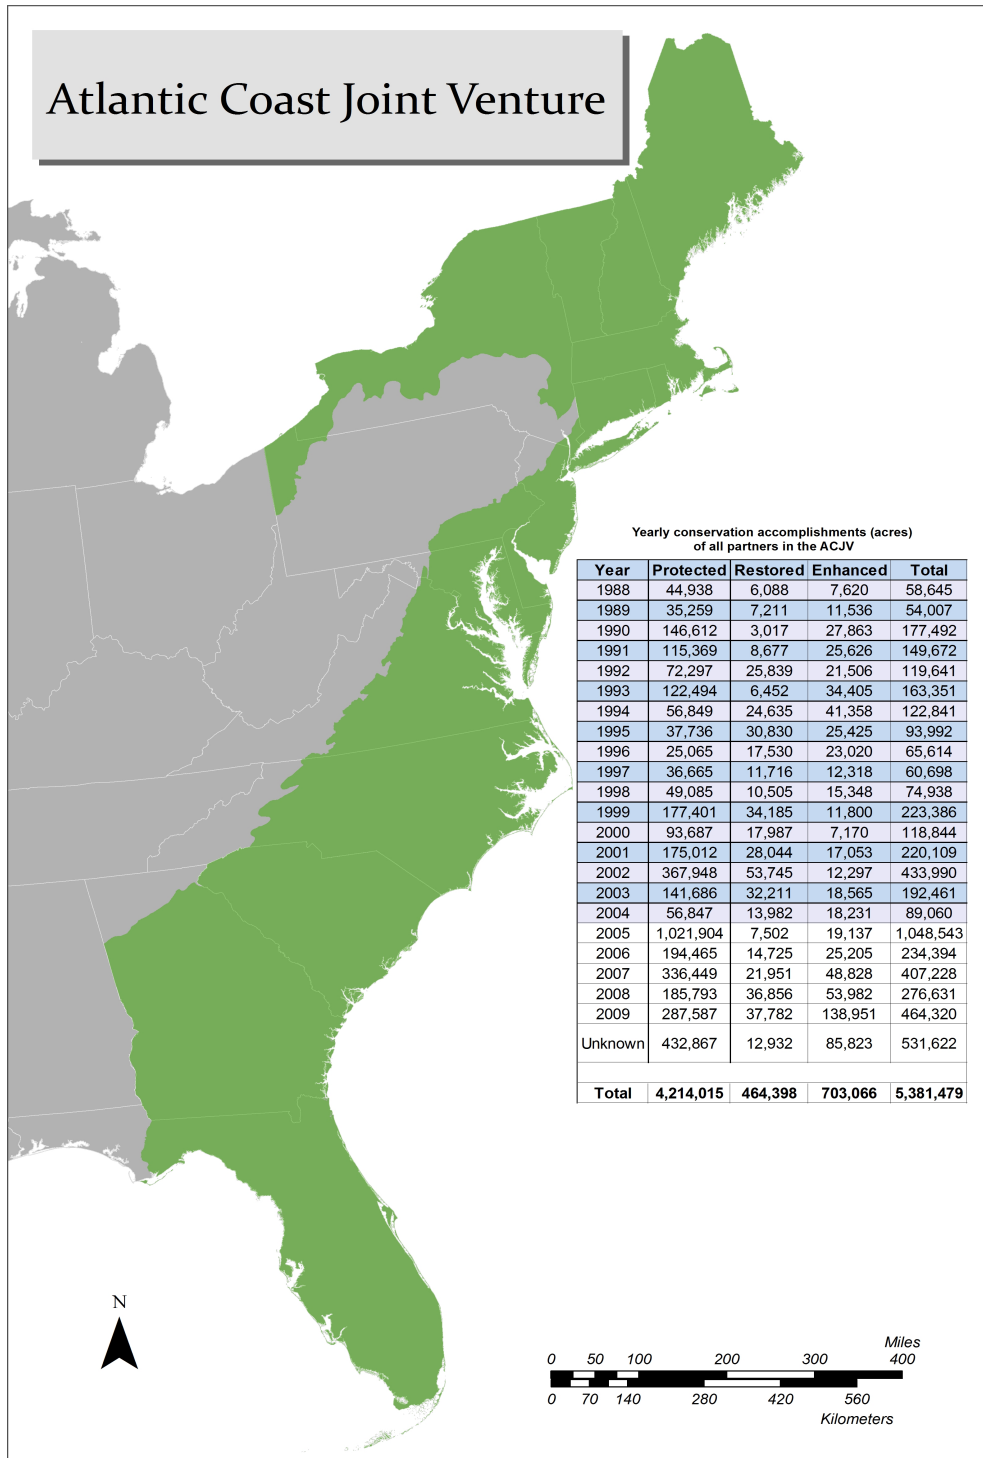 Atlantic Coast Joint Venture
Yearly conservation accomplishments (acres)
of all partners in the ACJV
Year Protected Restored Enhanced Total
1988 44,938 6,088 7,620 58,645
1989 35,259 7,211 11,536 54,007
1990 146,612 3,017 27,863 177,492
1991 115,369 8,677 25,626 149,672
1992 72,297 25,839 21,506 119,641
1993 122,494 6,452 34,405 163,351
1994 56,849 24,635 41,358 122,841
1995 37,736 30,830 25,425 93,992
1996 25,065 17,530 23,020 65,614
1997 36,665 11,716 12,318 60,698
1998 49,085 10,505 15,348 74,938
1999 177,401 34,185 11,800 223,386
2000 93,687 17,987 7,170 118,844
2001 175,012 28,044 17,053 220,109
2002 367,948 53,745 12,297 433,990
2003 141,686 32,211 18,565 192,461
2004 56,847 13,982 18,231 89,060
2005 1,021,904 7,502 19,137 1,048,543
2006 194,465 14,725 25,205 234,394
2007 336,449 21,951 48,828 407,228
2008 185,793 36,856 53,982 276,631
2009 287,587 37,782 138,951 464,320
Unknown 432,867 12,932 85,823 531,622
Total 4,214,015 464,398 703,066 5,381,479
N
Miles
0 50 100 200 300 400
0 70 140 280 420 560
Kilometers